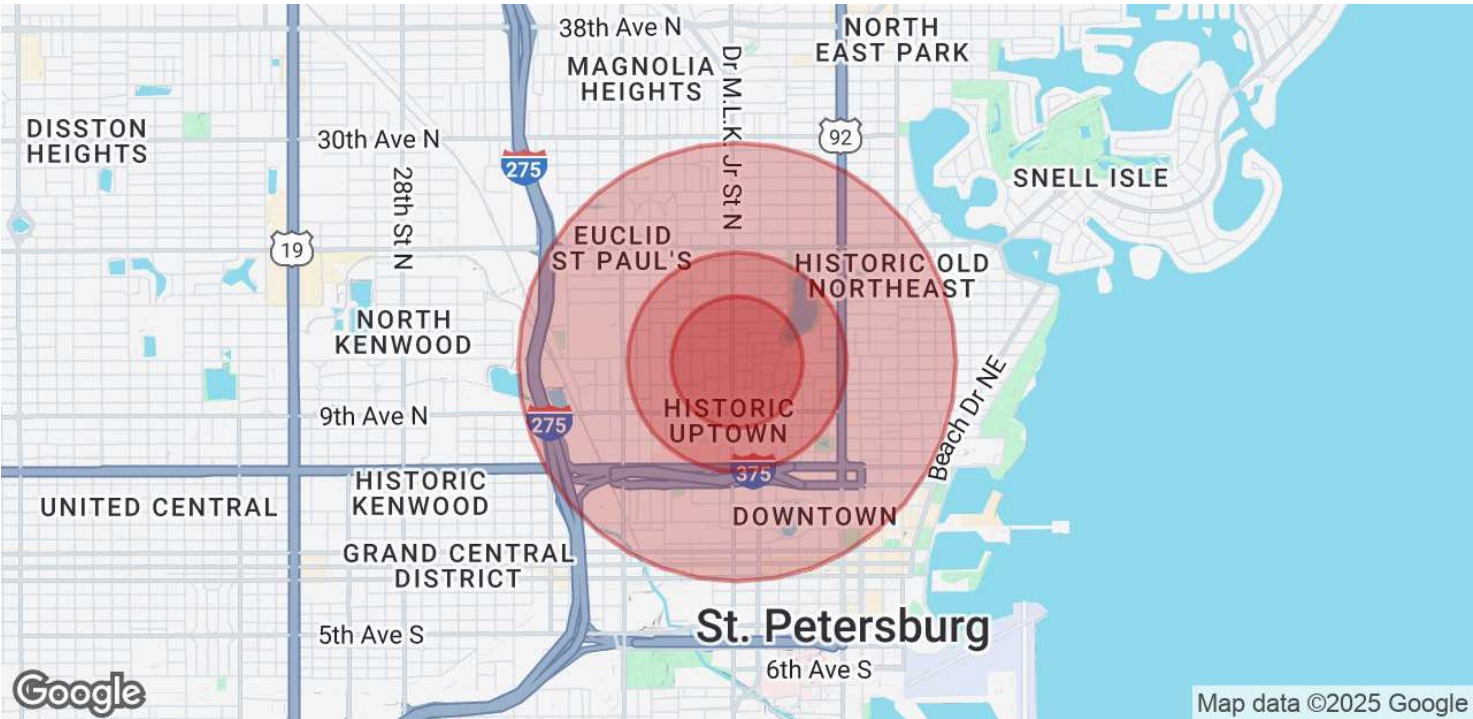 38th Ave N
NORTH
EAST PARK
MAGNOLIA
HEIGHTS
Dr M.L.K. Jr St N
DISSTON
HEIGHTS
30th Ave N
92
275
28th St N
SNELL ISLE
19
EUCLID
ST PAUL'S
HISTORIC OLD
NORTHEAST
NORTH
KENWOOD
9th Ave N
275
HISTORIC
UPTOWN
Beach Dr NE
375
HISTORIC
KENWOOD
UNITED CENTRAL
DOWNTOWN
GRAND CENTRAL
DISTRICT
St. Petersburg
5th Ave S
6th Ave S
Google
Map data ©2025 Google